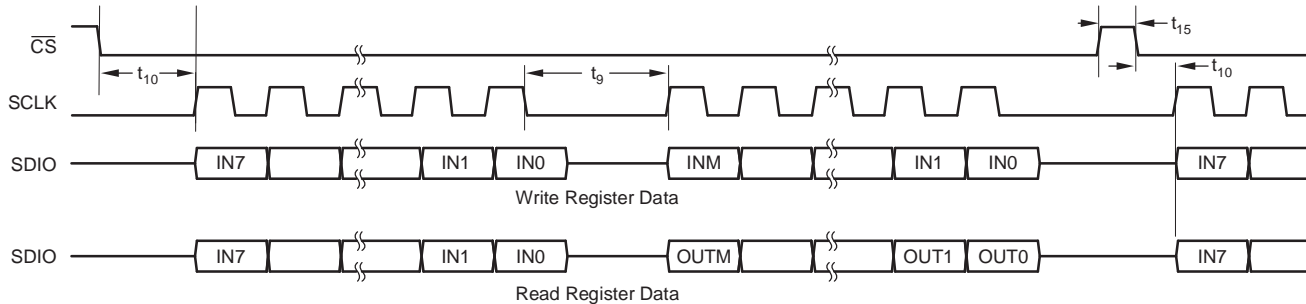 CS t15
t10 t9 t10
SCLK
SDIO IN7 IN1 IN0 INM IN1 IN0 IN7
Write Register Data
SDIO IN7 IN1 IN0 OUTM OUT1 OUT0 IN7
Read Register Data